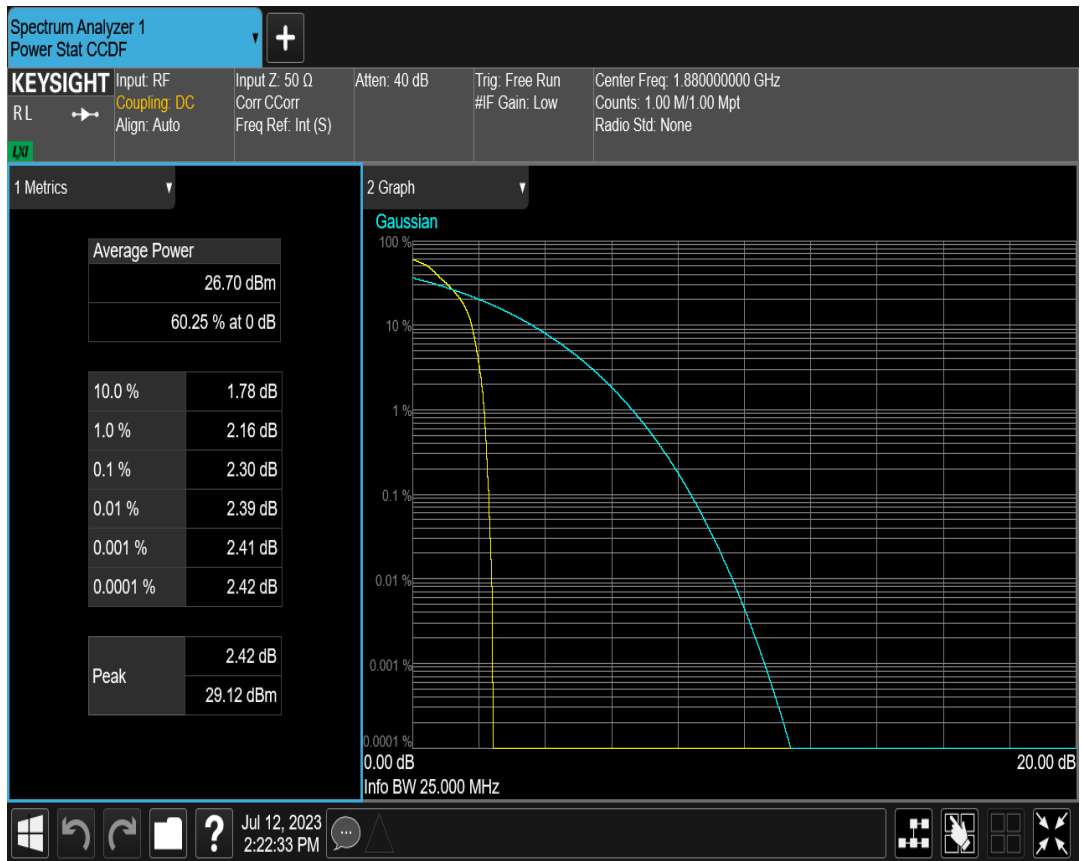 Spectrum Analyzer 1
Power Stat CCDF
+
KEYSIGHT
RL
LXI
Input: RF
Coupling: DC
Align: Auto
Input Z: 50 Ω
Corr CCorr
Freq Ref: Int (S)
Atten: 40 dB
Trig: Free Run
#IF Gain: Low
Center Freq: 1.880000000 GHz
Counts: 1.00 M/1.00 Mpt
Radio Std: None
1 Metrics
Average Power
26.70 dBm
60.25 % at 0 dB
10.0 % 1.78 dB
1.0 % 2.16 dB
0.1 % 2.30 dB
0.01 % 2.39 dB
0.001 % 2.41 dB
0.0001 % 2.42 dB
Peak
2.42 dB
29.12 dBm
2 Graph
Gaussian
100 %
10 %
1 %
0.1 %
0.01 %
0.001 %
0.0001 %
0.00 dB 20.00 dB
Info BW 25.000 MHz
?
Jul 12, 2023
2:22:33 PM